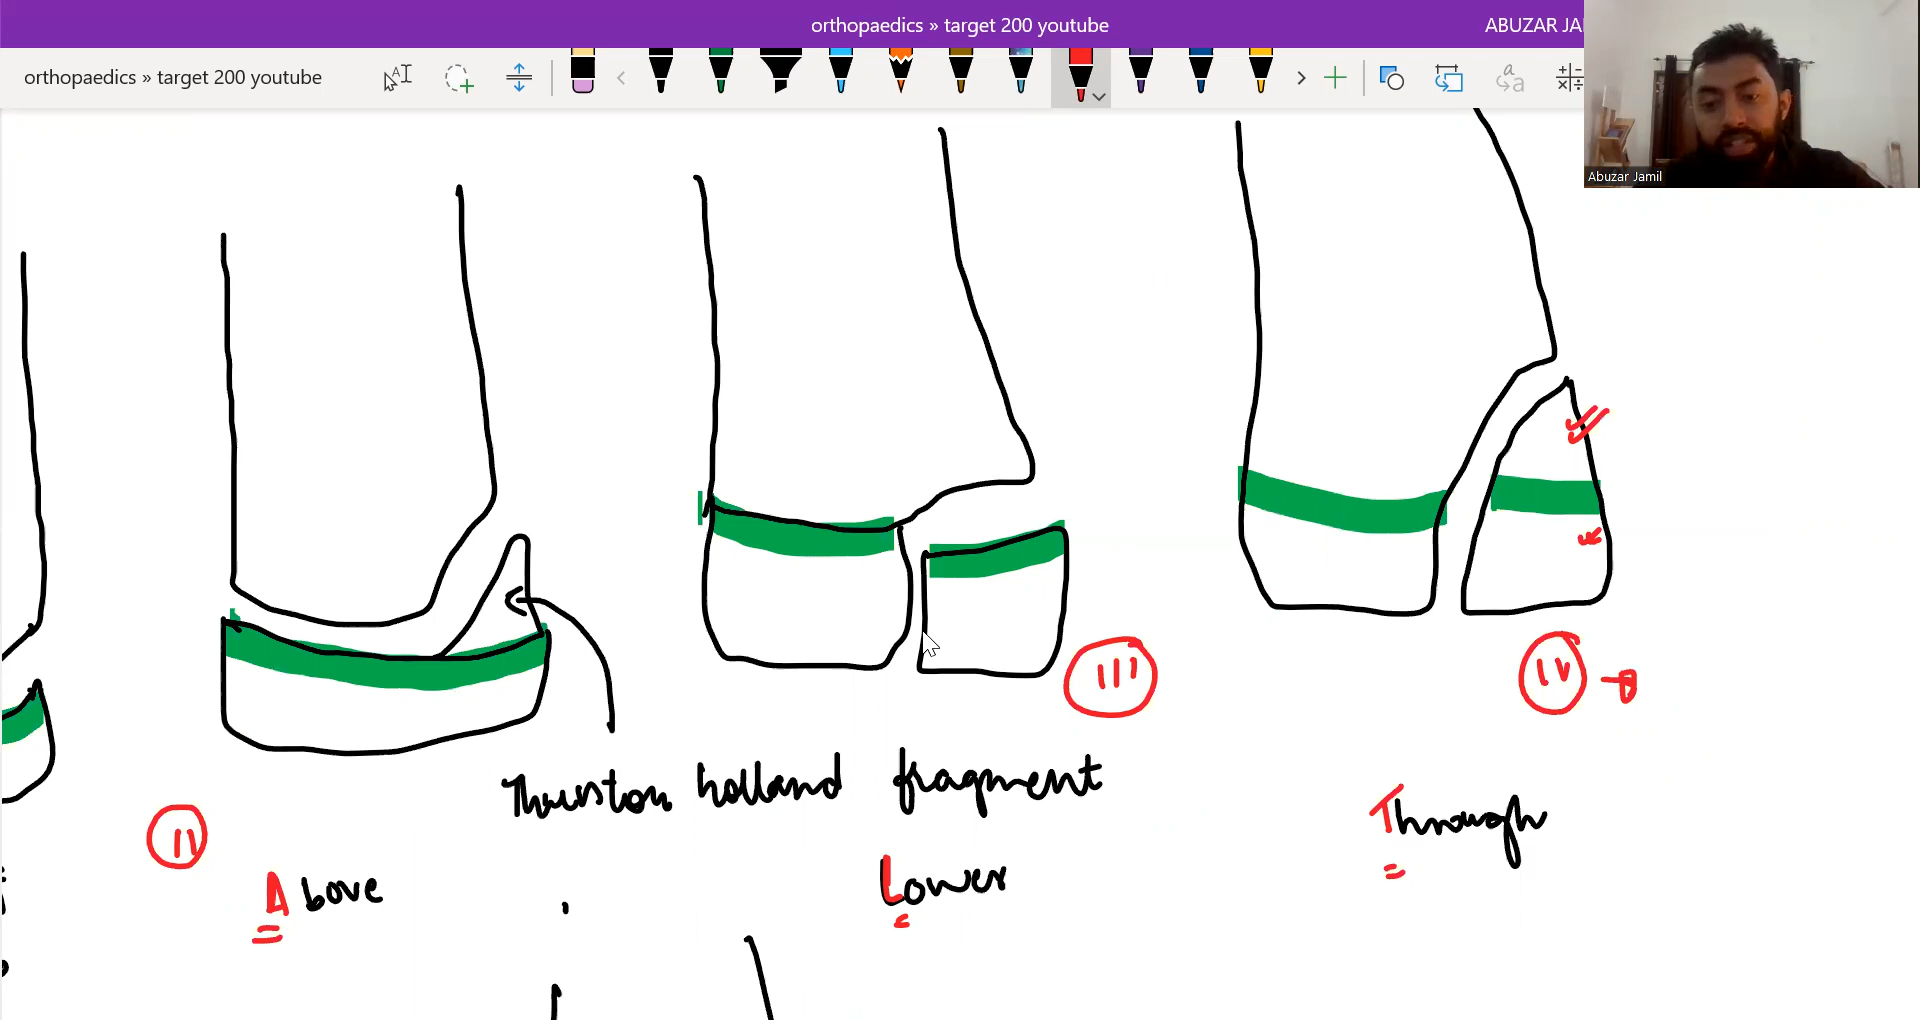 orthopaedics » target 200 youtube
ABUZAR JA
orthopaedics » target 200 youtube
Abuzar Jamil
III
IV
Thurston holland fragment
II
Through
Above
Lower